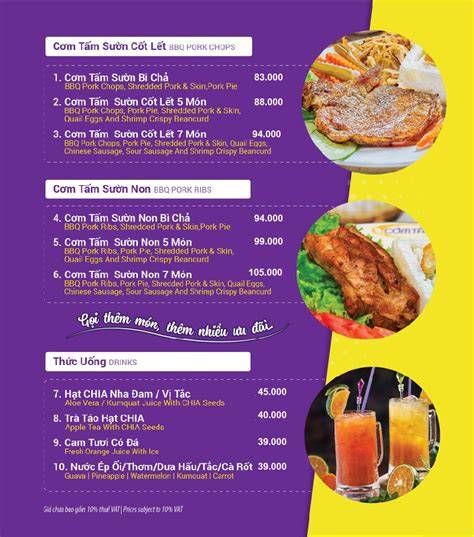 Cơm Tấm Sườn Cốt Lết BBQ PORK CHOPS
1. Cơm Tấm Sườn Bì Chả 83.000
BBQ Pork Chops, Shredded Pork & Skin,Pork Pie
2. Cơm Tấm Sườn Cốt Lết 5 Món 88.000
BBQ Pork Chops, Pork Pie, Shredded Pork & Skin,
Quail Eggs And Shrimp Crispy Beancurd
3. Cơm Tấm Sườn Cốt Lết 7 Món 94.000
BBQ Pork Chops, Pork Pie, Shredded Pork & Skin, Quail Eggs,
Chinese Sausage, Sour Sausage And Shrimp Crispy Beancurd
Cơm Tấm Sườn Non BBQ PORK RIBS
4. Cơm Tấm Sườn Non Bì Chả 94.000
BBQ Pork Ribs, Shredded Pork & Skin,Pork Pie
5. Cơm Tấm Sườn Non 5 Món 99.000
BBQ Pork Ribs, Pork Pie, Shredded Pork & Skin,
Quail Eggs And Shrimp Crispy Beancurd
6. Cơm Tấm Sườn Non 7 Món 105.000
BBQ Pork Ribs, Pork Pie, Shredded Pork & Skin, Quail Eggs,
Chinese Sausage, Sour Sausage And Shrimp Crispy Beancurd
Gọi thêm món, thêm nhiều ưu đãi
Thức Uống DRINKS
7. Hạt CHIA Nha Đam / Vị Tắc 45.000
Aloe Vera / Kumquat Juice With CHIA Seeds
8. Trà Táo Hạt CHIA 40.000
Apple Tea With CHIA Seeds
9. Cam Tươi Có Đá 39.000
Fresh Orange Juice With Ice
10. Nước Ép Ổi/Thơm/Dưa Hấu/Tắc/Cà Rốt 39.000
Guava | Pineapple | Watermelon | Kumquat | Carrot
Giá chưa bao gồm 10% thuế VAT | Prices subject to 10% VAT